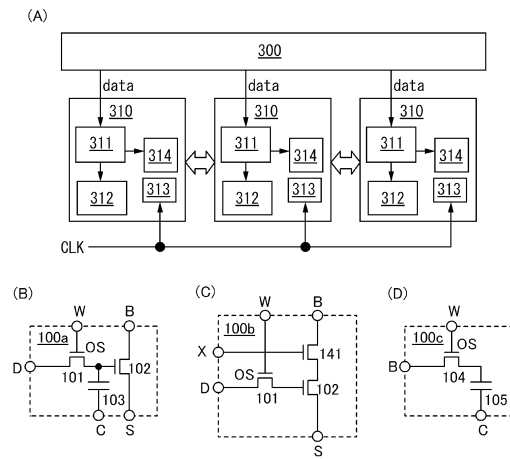 (A)
300
data data data
310 310 310
311 311 311
314 314 314
313 313 313
312 312 312
CLK
(B) (C) (D)
W B W B W
100a 100b 100c
X 141
OS OS OS
D 101 102 D 101 102 B 104
103 105
C S S C